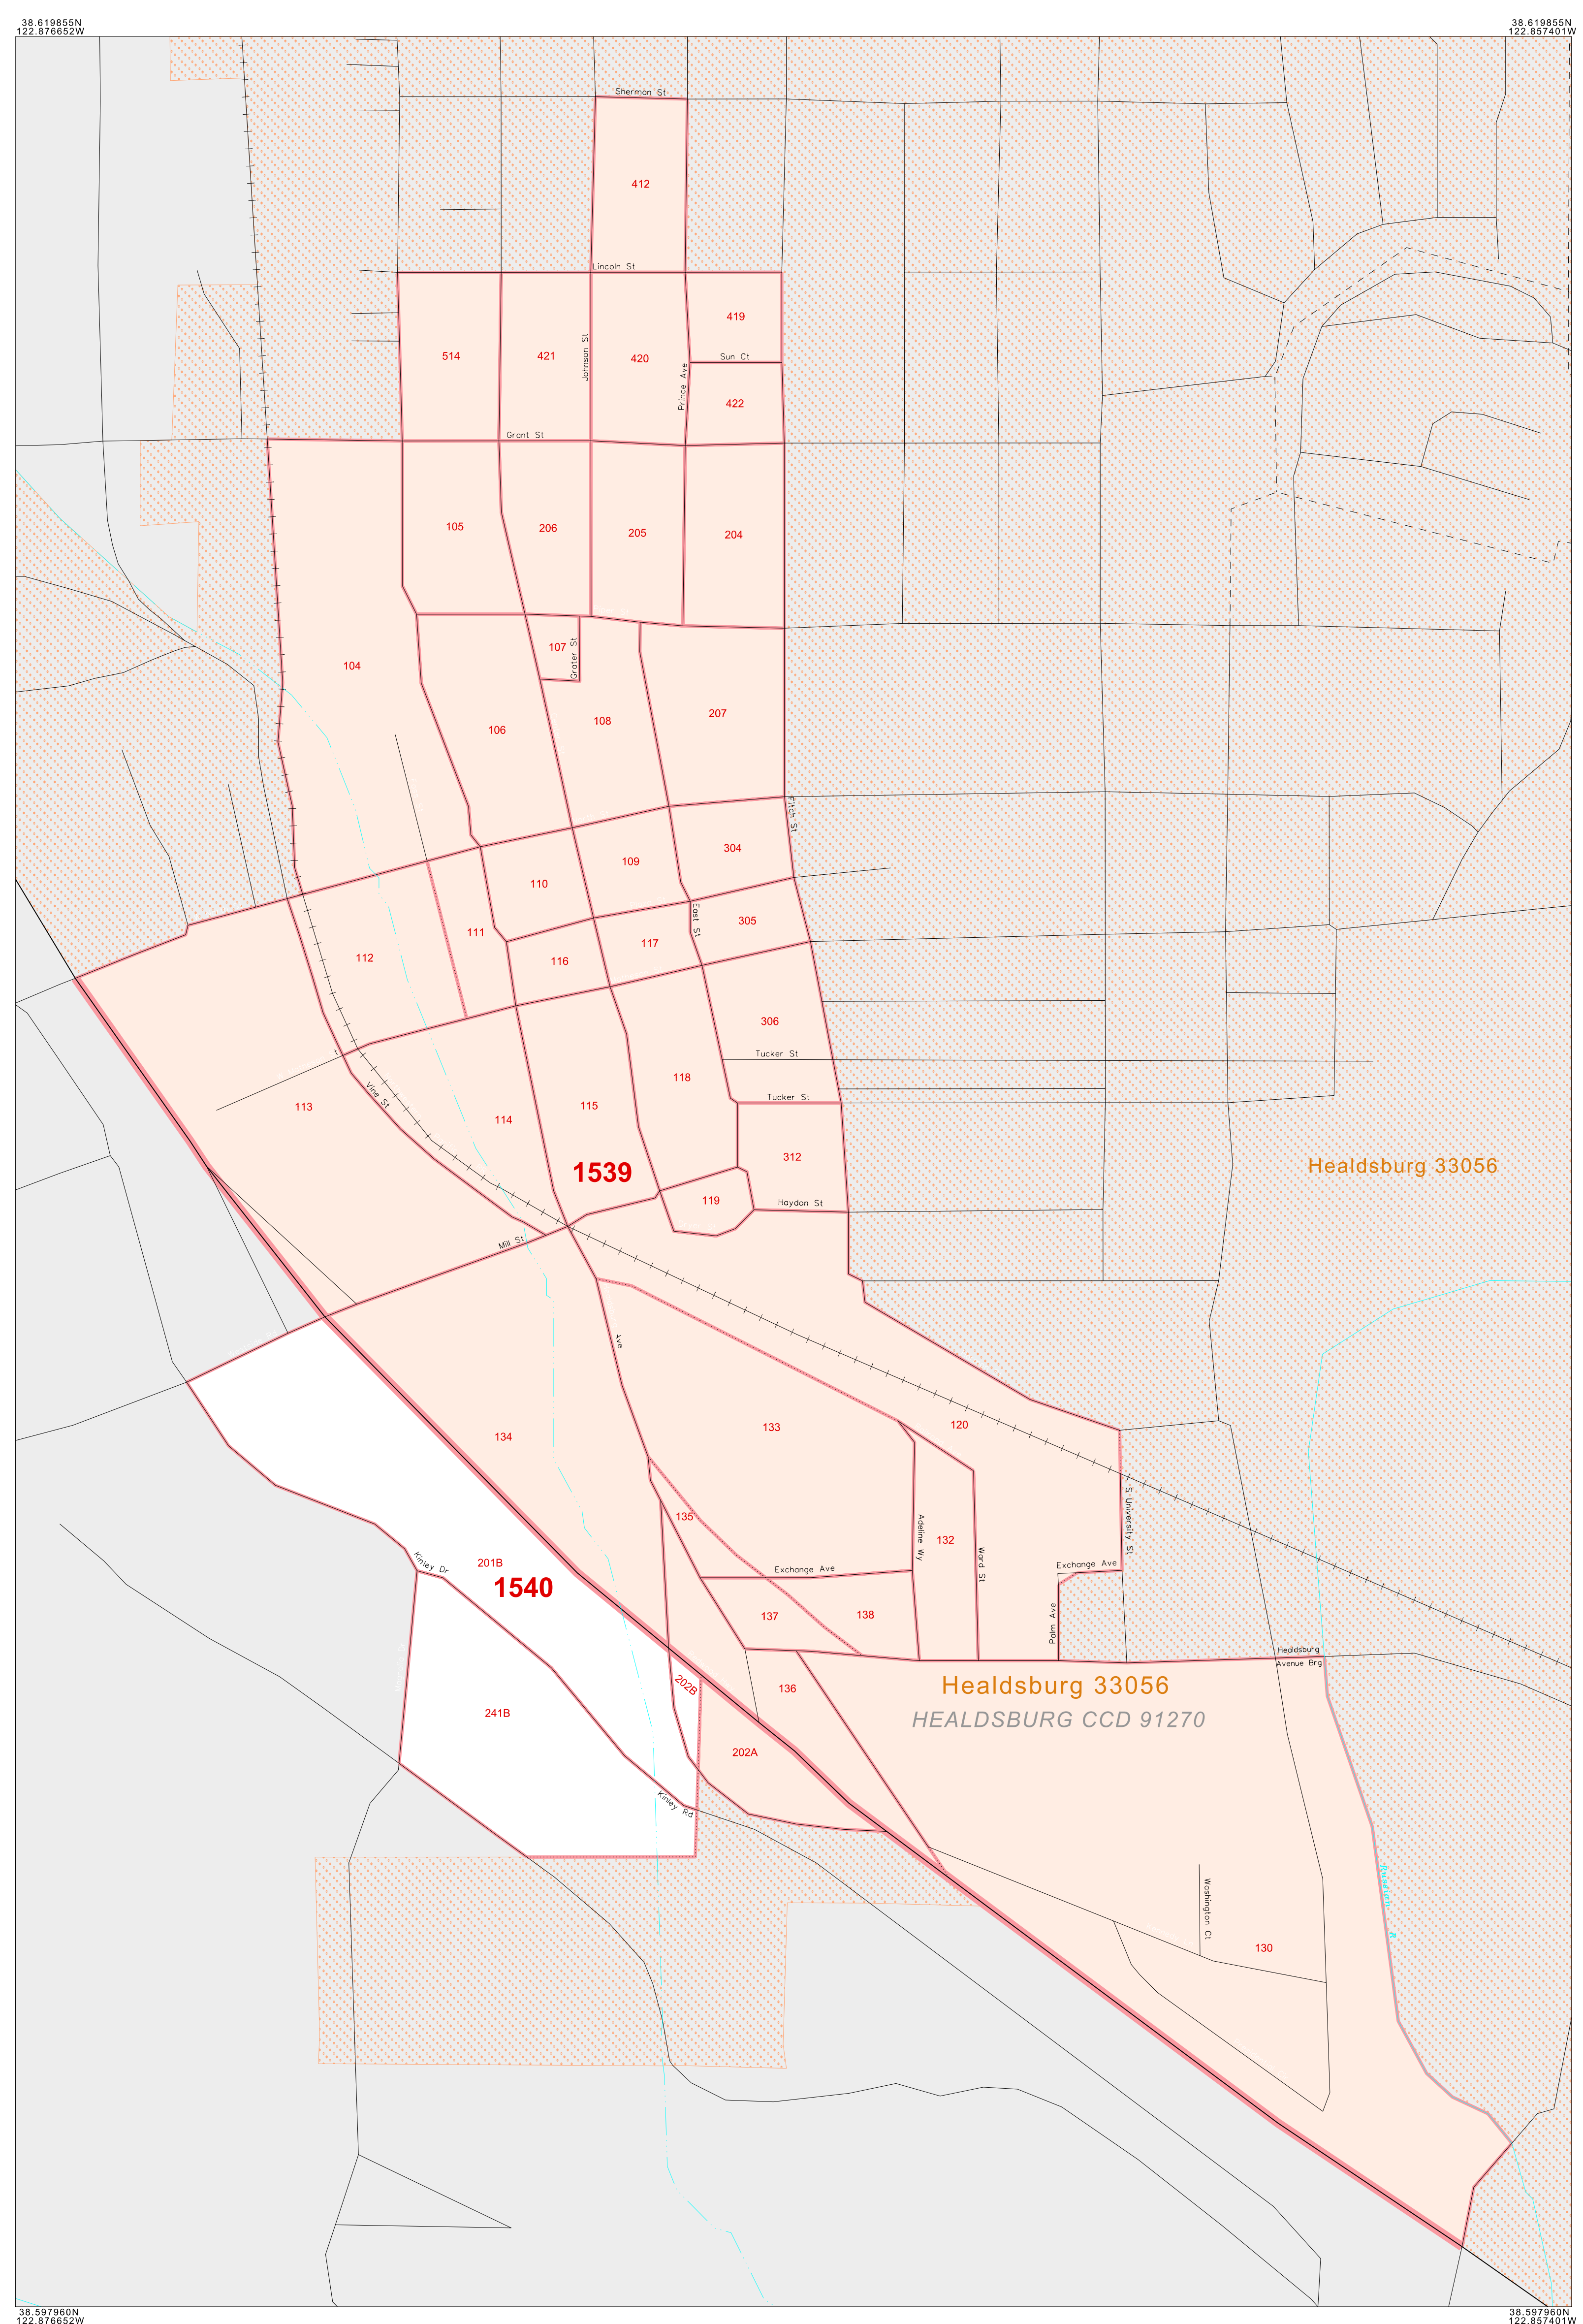 38.619855N
122.876652W
38.619855N
122.857401W
Sherman St
412
Lincoln St
419
Johnson St
514
421
420
Sun Ct
Prince Ave
422
Grant St
105
206
205
204
107
Grater St
104
207
108
106
Fitch St
304
109
110
East St
305
111
117
112
116
306
Tucker St
118
Vine St
Tucker St
113
115
114
312
1539
Healdsburg 33056
119
Haydon St
Mill St
Ave
120
133
134
135
Adeline Wy
132
S University St
Ward St
Kinley Dr
201B
Exchange Ave
Exchange Ave
1540
137
138
Palm Ave
Healdsburg
Avenue Brg
202B
136
Healdsburg 33056
241B
HEALDSBURG CCD 91270
202A
Kinley Rd
Russian R
Washington Ct
130
38.597960N
122.876652W
38.597960N
122.857401W